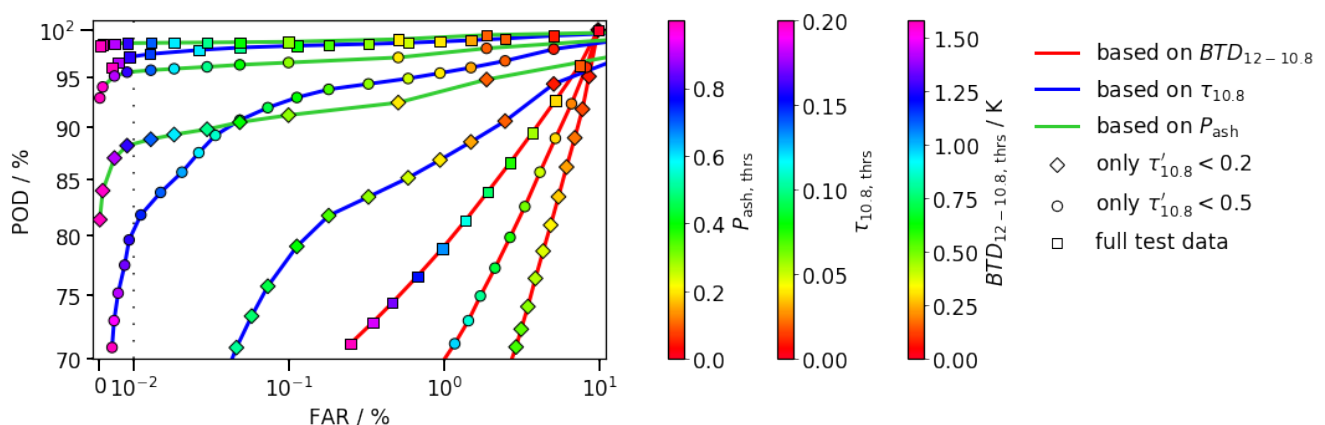 POD / %
10²
95
90
85
80
75
70
0
10⁻²
10⁻¹
10⁰
10¹
FAR / %
0.8
0.6
0.4
0.2
0.0
P_ash, thrs
0.20
0.15
0.10
0.05
0.00
τ_10.8, thrs
1.50
1.25
1.00
0.75
0.50
0.25
0.00
BTD_12−10.8, thrs / K
based on BTD_12−10.8
based on τ_10.8
based on P_ash
only τ′_10.8 < 0.2
only τ′_10.8 < 0.5
full test data